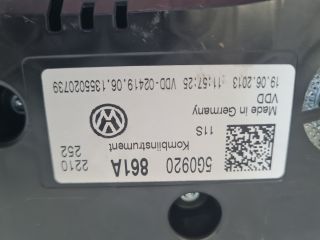 19.06.2013 11:57:25 VDD-02419.06.1355020739
VDD
Made in Germany
11S
5G0920
861A
Kombiinstrument
2210
252